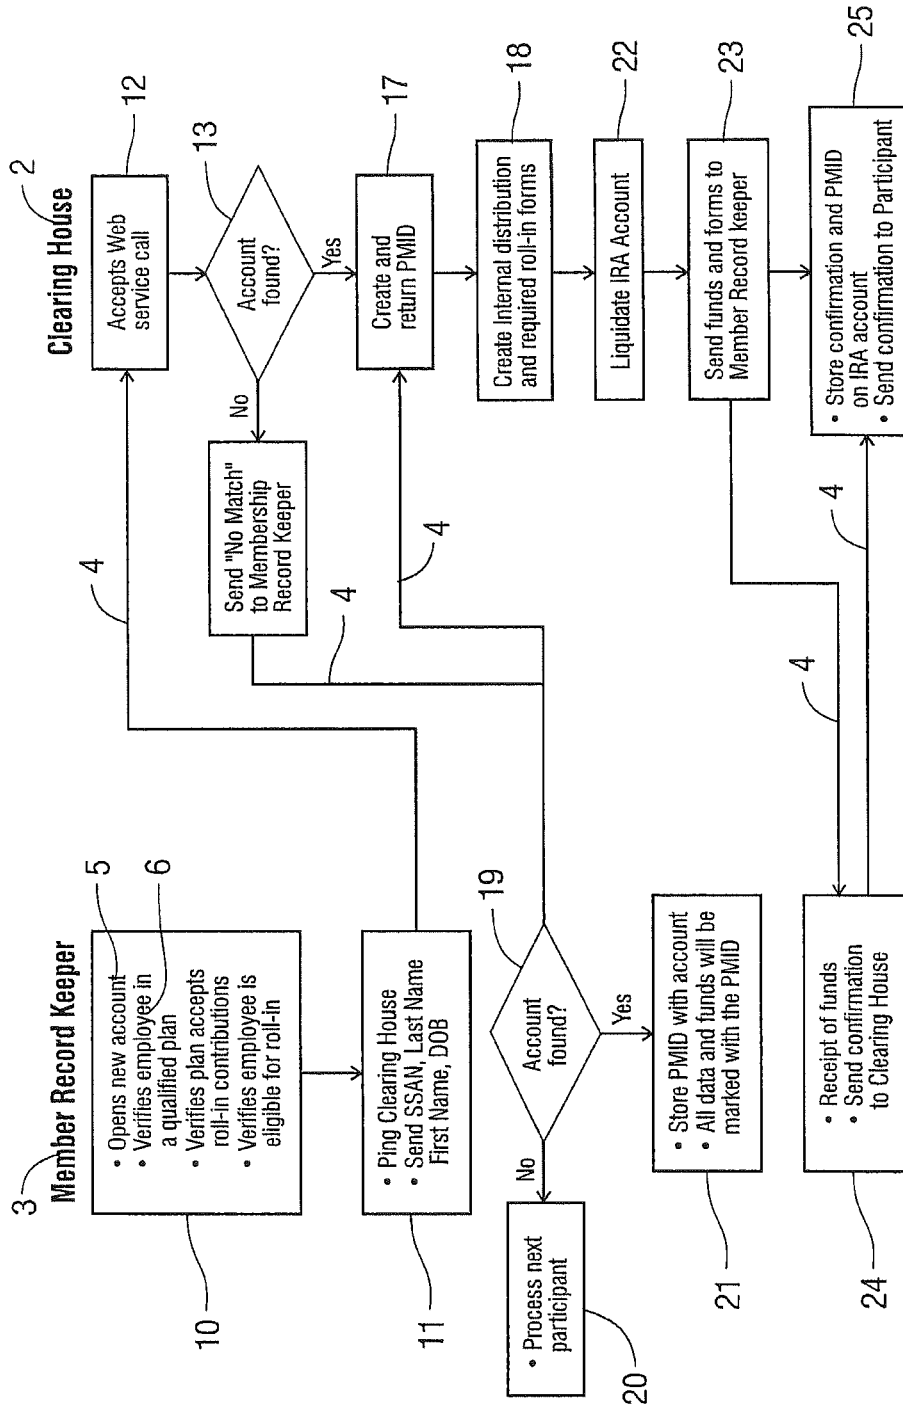 3
Member Record Keeper
5
• Opens new account
6
• Verifies employee in
a qualified plan
• Verifies plan accepts
roll-in contributions
• Verifies employee is
eligible for roll-in
10
• Ping Clearing House
• Send SSAN, Last Name
First Name, DOB
11
19
Account
found?
No
Yes
• Process next
participant
20
• Store PMID with account
• All data and funds will be
marked with the PMID
21
• Receipt of funds
• Send confirmation
to Clearing House
24
4
4
4
4
4
2
Clearing House
Accepts Web
service call
12
13
Account
found?
No
Yes
Send "No Match"
to Membership
Record Keeper
Create and
return PMID
17
Create Internal distribution
and required roll-in forms
18
Liquidate IRA Account
22
Send funds and forms to
Member Record keeper
23
• Store confirmation and PMID
on IRA account
• Send confirmation to Participant
25